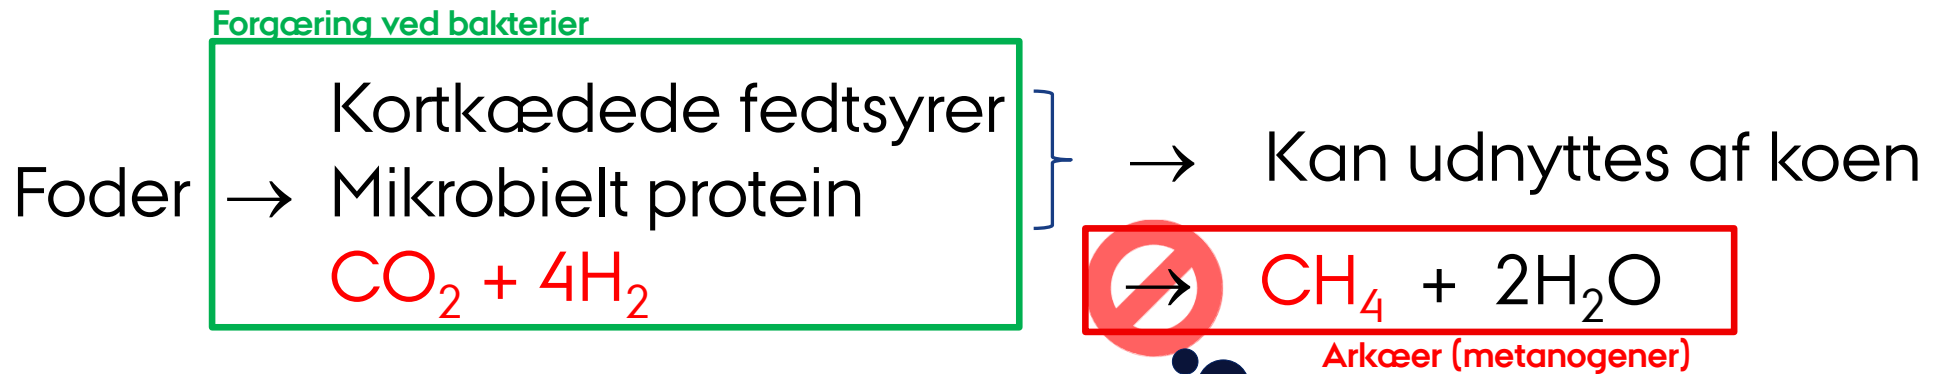 Forgæring ved bakterier
Kortkædede fedtsyrer
Foder → Mikrobielt protein → Kan udnyttes af koen
CO₂ + 4H₂ → CH₄ + 2H₂O
Arkæer (metanogener)